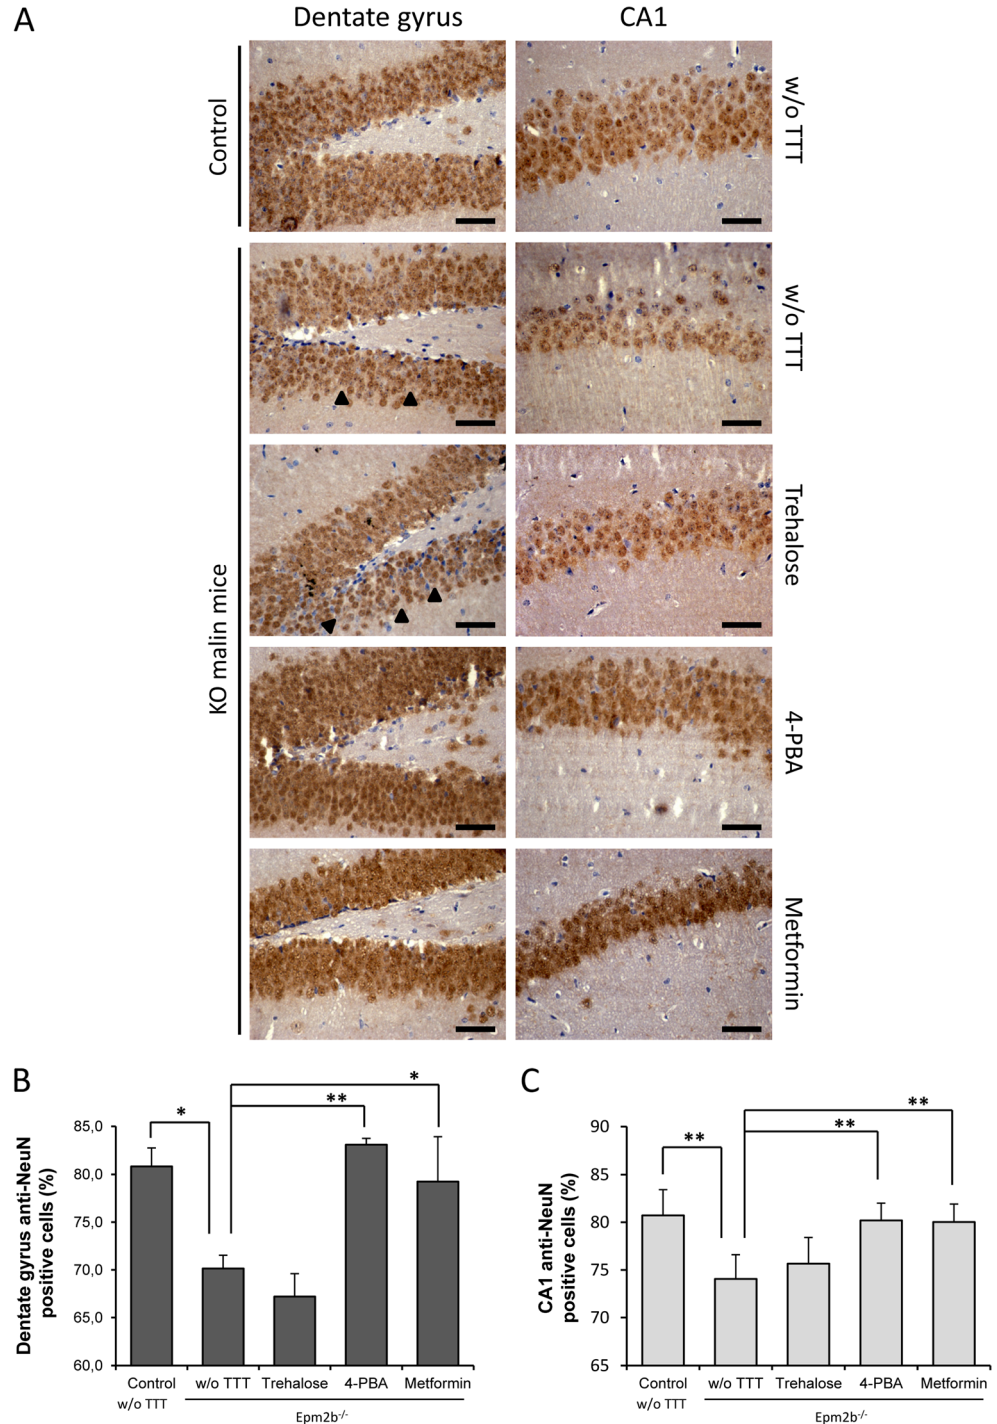 A
Dentate gyrus
CA1
Control
w/o TTT
KO malin mice
w/o TTT
Trehalose
4-PBA
Metformin
B
*
**
*
Dentate gyrus anti-NeuN
positive cells (%)
85,0
80,0
75,0
70,0
65,0
60,0
Control
w/o TTT
w/o TTT
Trehalose
4-PBA
Metformin
Epm2b-/-
C
**
**
**
CA1 anti-NeuN
positive cells (%)
90
85
80
75
70
65
Control
w/o TTT
w/o TTT
Trehalose
4-PBA
Metformin
Epm2b-/-